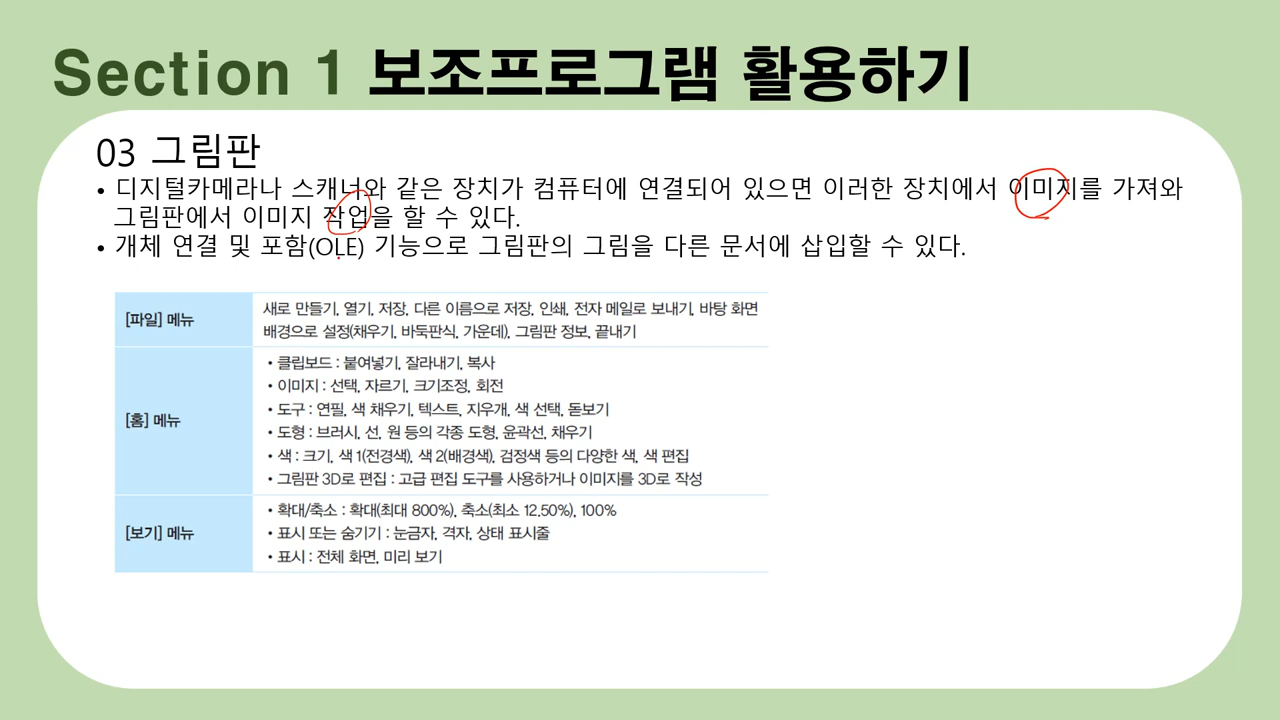 Section 1 보조프로그램 활용하기
03 그림판
• 디지털카메라나 스캐너와 같은 장치가 컴퓨터에 연결되어 있으면 이러한 장치에서 이미지를 가져와
그림판에서 이미지 작업을 할 수 있다.
• 개체 연결 및 포함(OLE) 기능으로 그림판의 그림을 다른 문서에 삽입할 수 있다.
[파일] 메뉴
새로 만들기, 열기, 저장, 다른 이름으로 저장, 인쇄, 전자 메일로 보내기, 바탕 화면
배경으로 설정(채우기, 바둑판식, 가운데), 그림판 정보, 끝내기
[홈] 메뉴
• 클립보드 : 붙여넣기, 잘라내기, 복사
• 이미지 : 선택, 자르기, 크기조정, 회전
• 도구 : 연필, 색 채우기, 텍스트, 지우개, 색 선택, 돋보기
• 도형 : 브러시, 선, 원 등의 각종 도형, 윤곽선, 채우기
• 색 : 크기, 색 1(전경색), 색 2(배경색), 검정색 등의 다양한 색, 색 편집
• 그림판 3D로 편집 : 고급 편집 도구를 사용하거나 이미지를 3D로 작성
[보기] 메뉴
• 확대/축소 : 확대(최대 800%), 축소(최소 12.50%), 100%
• 표시 또는 숨기기 : 눈금자, 격자, 상태 표시줄
• 표시 : 전체 화면, 미리 보기